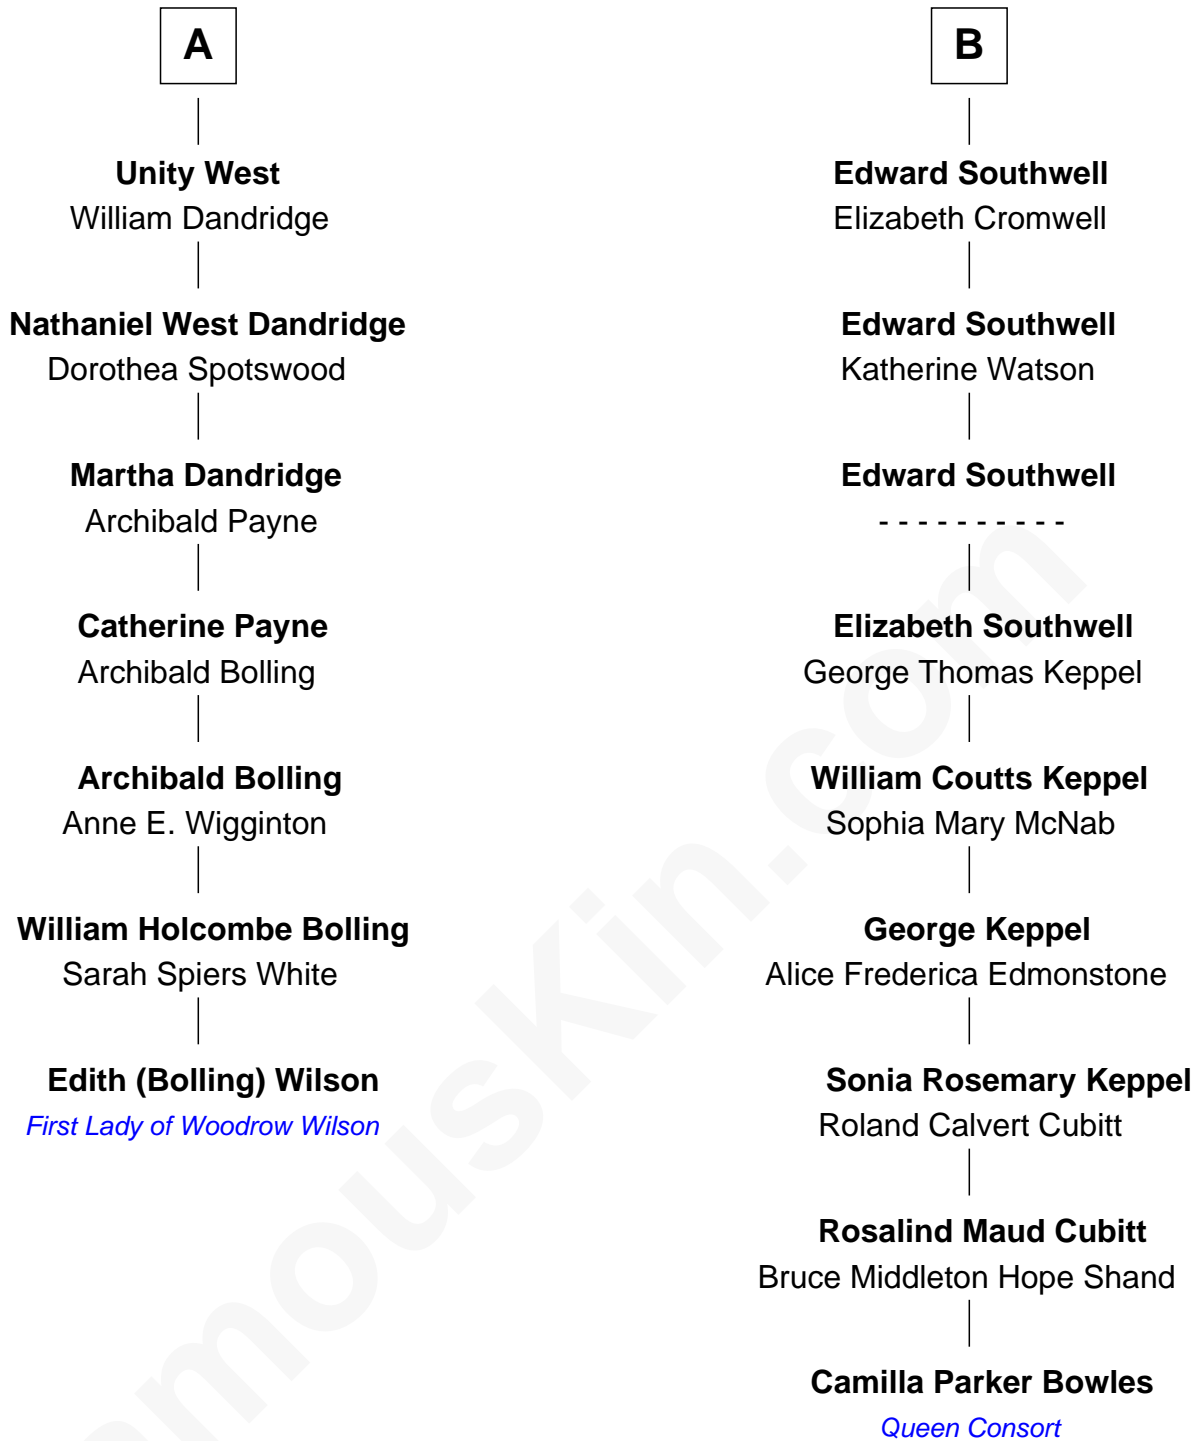 A
Unity West
William Dandridge
Nathaniel West Dandridge
Dorothea Spotswood
Martha Dandridge
Archibald Payne
Catherine Payne
Archibald Bolling
Archibald Bolling
Anne E. Wigginton
William Holcombe Bolling
Sarah Spiers White
Edith (Bolling) Wilson
First Lady of Woodrow Wilson
B
Edward Southwell
Elizabeth Cromwell
Edward Southwell
Katherine Watson
Edward Southwell
- - - - - - - - - -
Elizabeth Southwell
George Thomas Keppel
William Coutts Keppel
Sophia Mary McNab
George Keppel
Alice Frederica Edmonstone
Sonia Rosemary Keppel
Roland Calvert Cubitt
Rosalind Maud Cubitt
Bruce Middleton Hope Shand
Camilla Parker Bowles
Queen Consort
amouskin.com